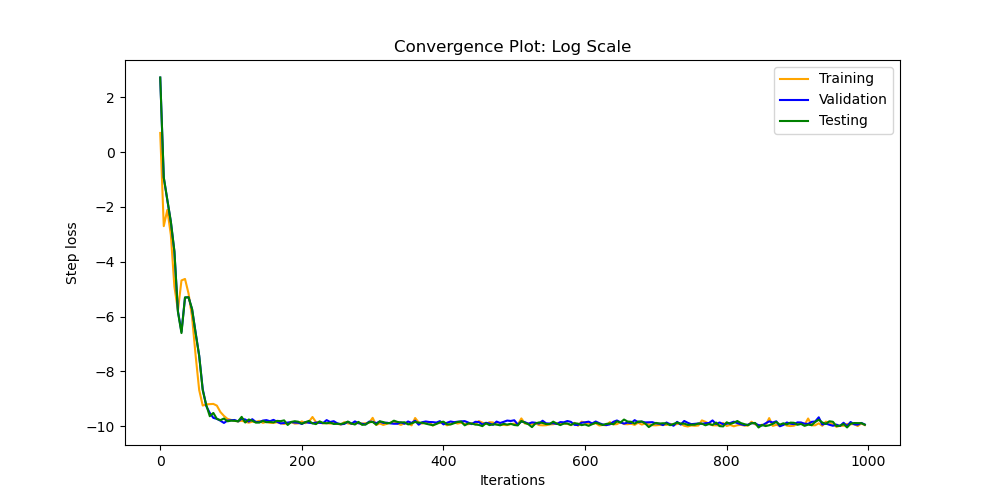 Convergence Plot: Log Scale
Training
Validation
Testing
Step loss
2
0
−2
−4
−6
−8
−10
0 200 400 600 800 1000
Iterations